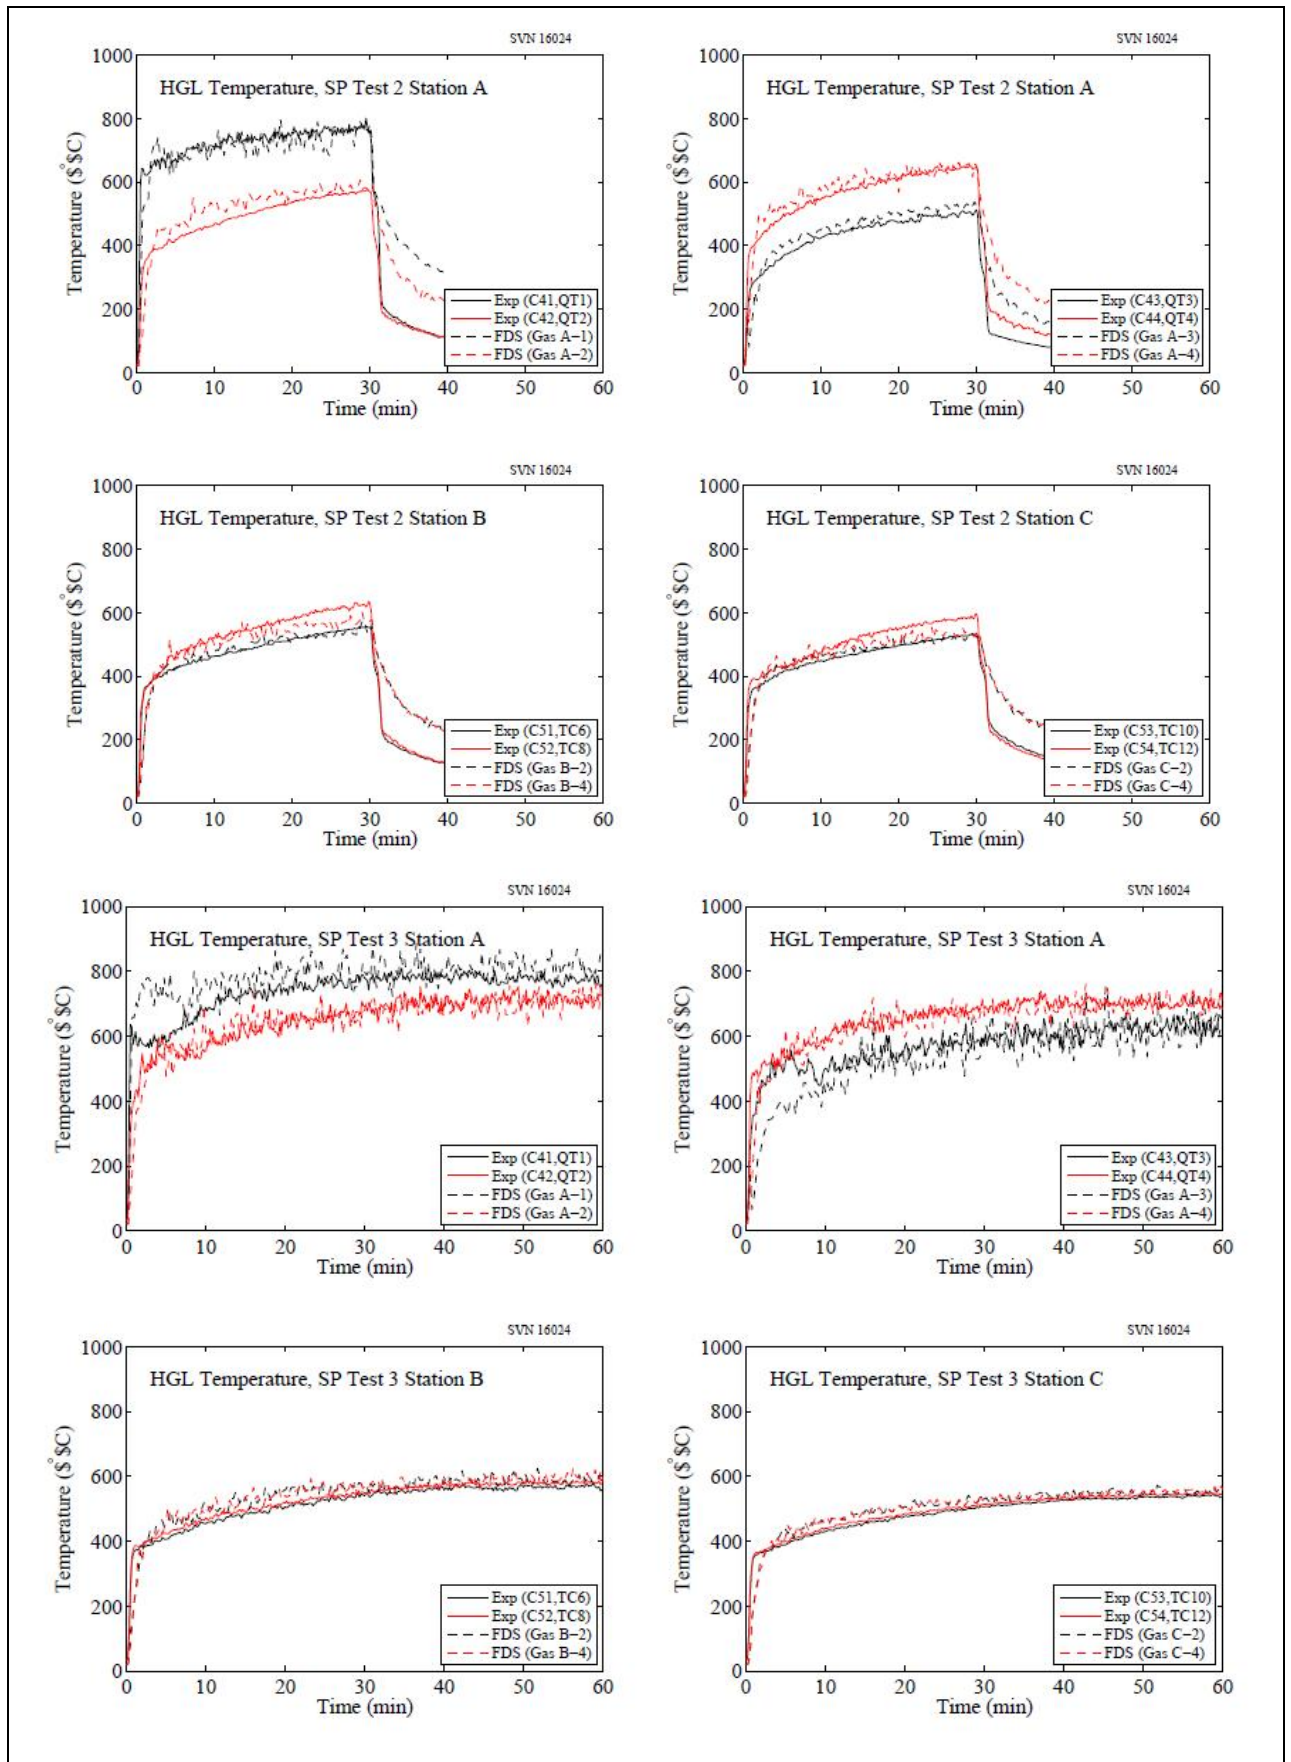 SVN 16024
HGL Temperature, SP Test 2 Station A
Temperature ($°$C)
1000
800
600
400
200
0
Exp (C41,QT1)
Exp (C42,QT2)
FDS (Gas A−1)
FDS (Gas A−2)
0 10 20 30 40 50 60
Time (min)
SVN 16024
HGL Temperature, SP Test 2 Station A
Temperature ($°$C)
1000
800
600
400
200
0
Exp (C43,QT3)
Exp (C44,QT4)
FDS (Gas A−3)
FDS (Gas A−4)
0 10 20 30 40 50 60
Time (min)
SVN 16024
HGL Temperature, SP Test 2 Station B
Temperature ($°$C)
1000
800
600
400
200
0
Exp (C51,TC6)
Exp (C52,TC8)
FDS (Gas B−2)
FDS (Gas B−4)
0 10 20 30 40 50 60
Time (min)
SVN 16024
HGL Temperature, SP Test 2 Station C
Temperature ($°$C)
1000
800
600
400
200
0
Exp (C53,TC10)
Exp (C54,TC12)
FDS (Gas C−2)
FDS (Gas C−4)
0 10 20 30 40 50 60
Time (min)
SVN 16024
HGL Temperature, SP Test 3 Station A
Temperature ($°$C)
1000
800
600
400
200
0
Exp (C41,QT1)
Exp (C42,QT2)
FDS (Gas A−1)
FDS (Gas A−2)
0 10 20 30 40 50 60
Time (min)
SVN 16024
HGL Temperature, SP Test 3 Station A
Temperature ($°$C)
1000
800
600
400
200
0
Exp (C43,QT3)
Exp (C44,QT4)
FDS (Gas A−3)
FDS (Gas A−4)
0 10 20 30 40 50 60
Time (min)
SVN 16024
HGL Temperature, SP Test 3 Station B
Temperature ($°$C)
1000
800
600
400
200
0
Exp (C51,TC6)
Exp (C52,TC8)
FDS (Gas B−2)
FDS (Gas B−4)
0 10 20 30 40 50 60
Time (min)
SVN 16024
HGL Temperature, SP Test 3 Station C
Temperature ($°$C)
1000
800
600
400
200
0
Exp (C53,TC10)
Exp (C54,TC12)
FDS (Gas C−2)
FDS (Gas C−4)
0 10 20 30 40 50 60
Time (min)